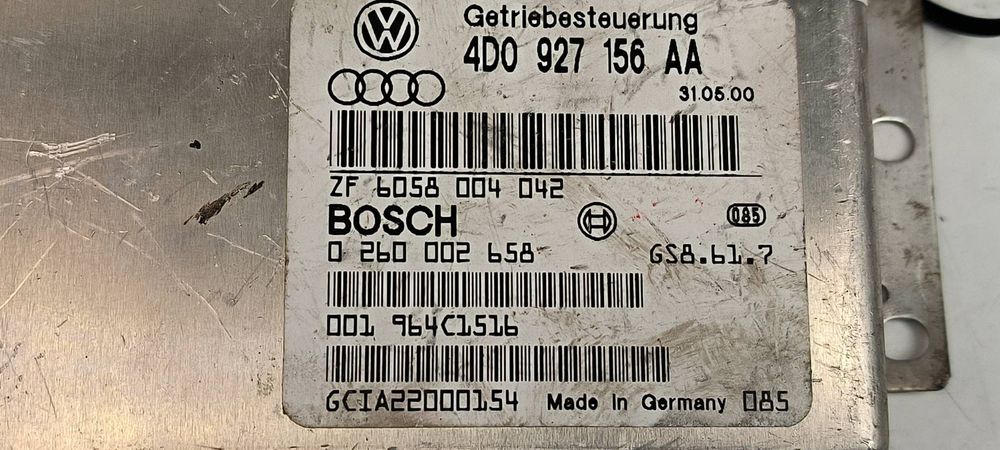 Getriebesteuerung
4D0 927 156 AA
31.05.00
ZF 6058 004 042
BOSCH
085
0 260 002 658 GS8.61.7
001 964C1516
GCIA22000154 Made In Germany 085